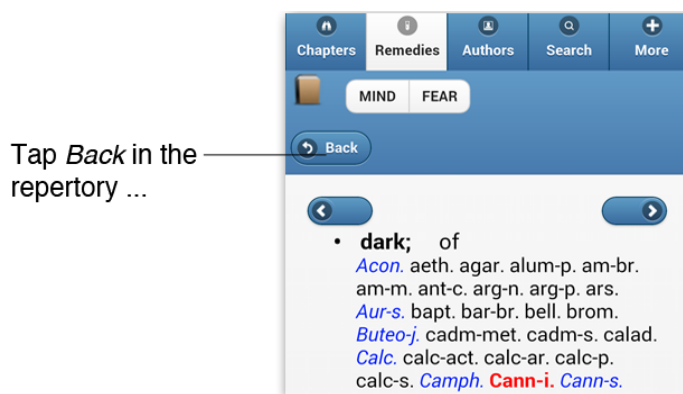 Chapters Remedies Authors Search More
MIND FEAR
Tap Back in the
repertory ...
Back
• dark; of
Acon. aeth. agar. alum-p. am-br.
am-m. ant-c. arg-n. arg-p. ars.
Aur-s. bapt. bar-br. bell. brom.
Buteo-j. cadm-met. cadm-s. calad.
Calc. calc-act. calc-ar. calc-p.
calc-s. Camph. Cann-i. Cann-s.